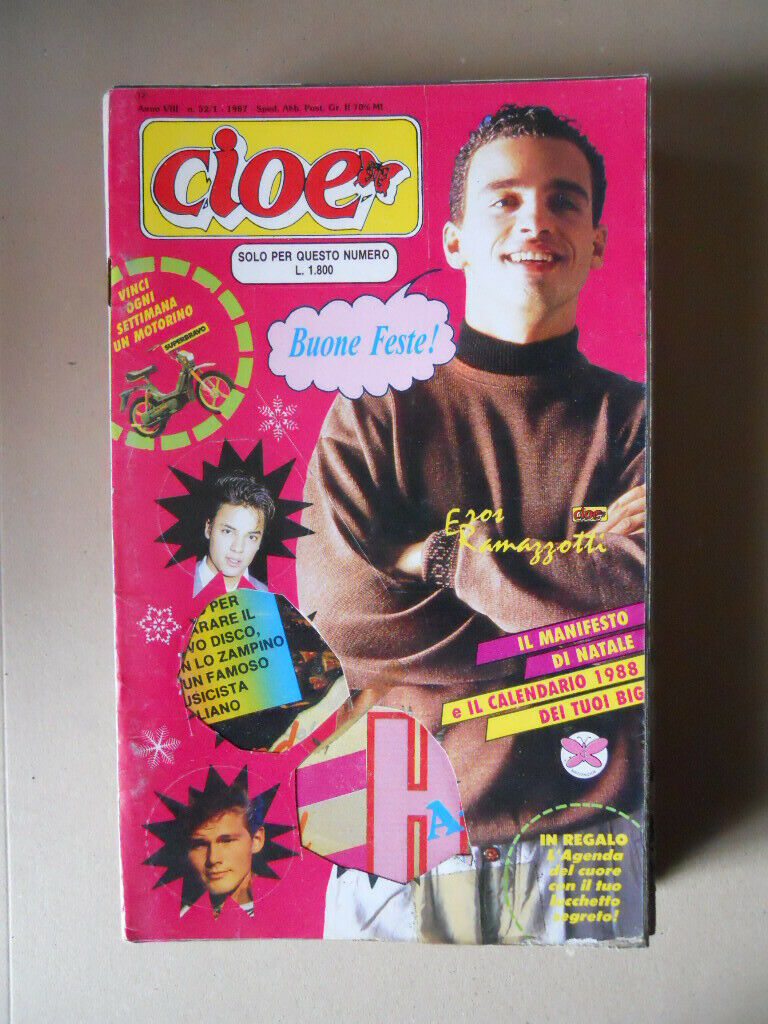 Anno VIII n. 52/1 - 1987 Sped. Abb. Post. Gr. II 70% MI
cioe
SOLO PER QUESTO NUMERO
L. 1.800
VINCI
OGNI
SETTIMANA
UN MOTORINO
SUPERBRAVO
Buone Feste!
cioe
Eros
Ramazzotti
PER
ARARE IL
VO DISCO,
N LO ZAMPINO
UN FAMOSO
USICISTA
LIANO
IL MANIFESTO
DI NATALE
e IL CALENDARIO 1988
DEI TUOI BIG
H
A
IN REGALO
L'Agenda
del cuore
con il tuo
lucchetto
segreto!